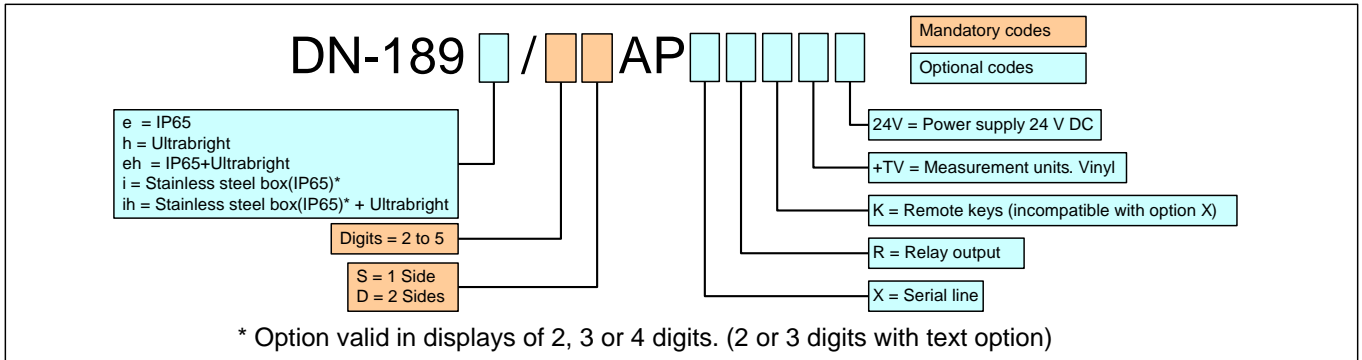 DN-189 / AP
Mandatory codes
Optional codes
e = IP65
h = Ultrabright
eh = IP65+Ultrabright
i = Stainless steel box(IP65)*
ih = Stainless steel box(IP65)* + Ultrabright
Digits = 2 to 5
S = 1 Side
D = 2 Sides
24V = Power supply 24 V DC
+TV = Measurement units. Vinyl
K = Remote keys (incompatible with option X)
R = Relay output
X = Serial line
* Option valid in displays of 2, 3 or 4 digits. (2 or 3 digits with text option)